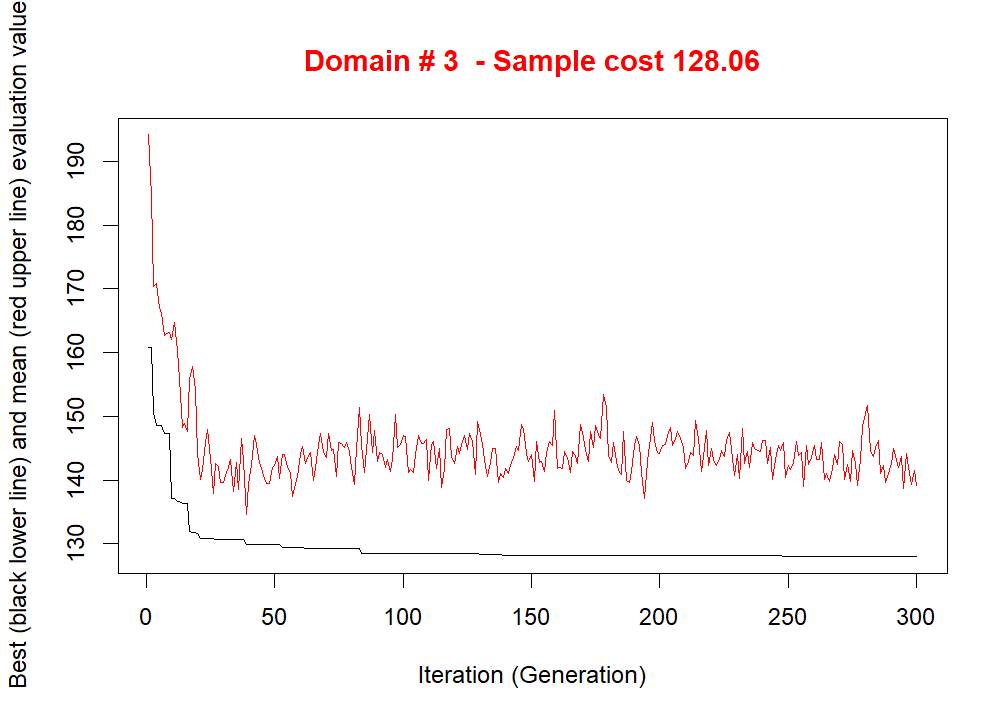 Domain # 3  - Sample cost 128.06
Best (black lower line) and mean (red upper line) evaluation value
190
180
170
160
150
140
130
0 50 100 150 200 250 300
Iteration (Generation)